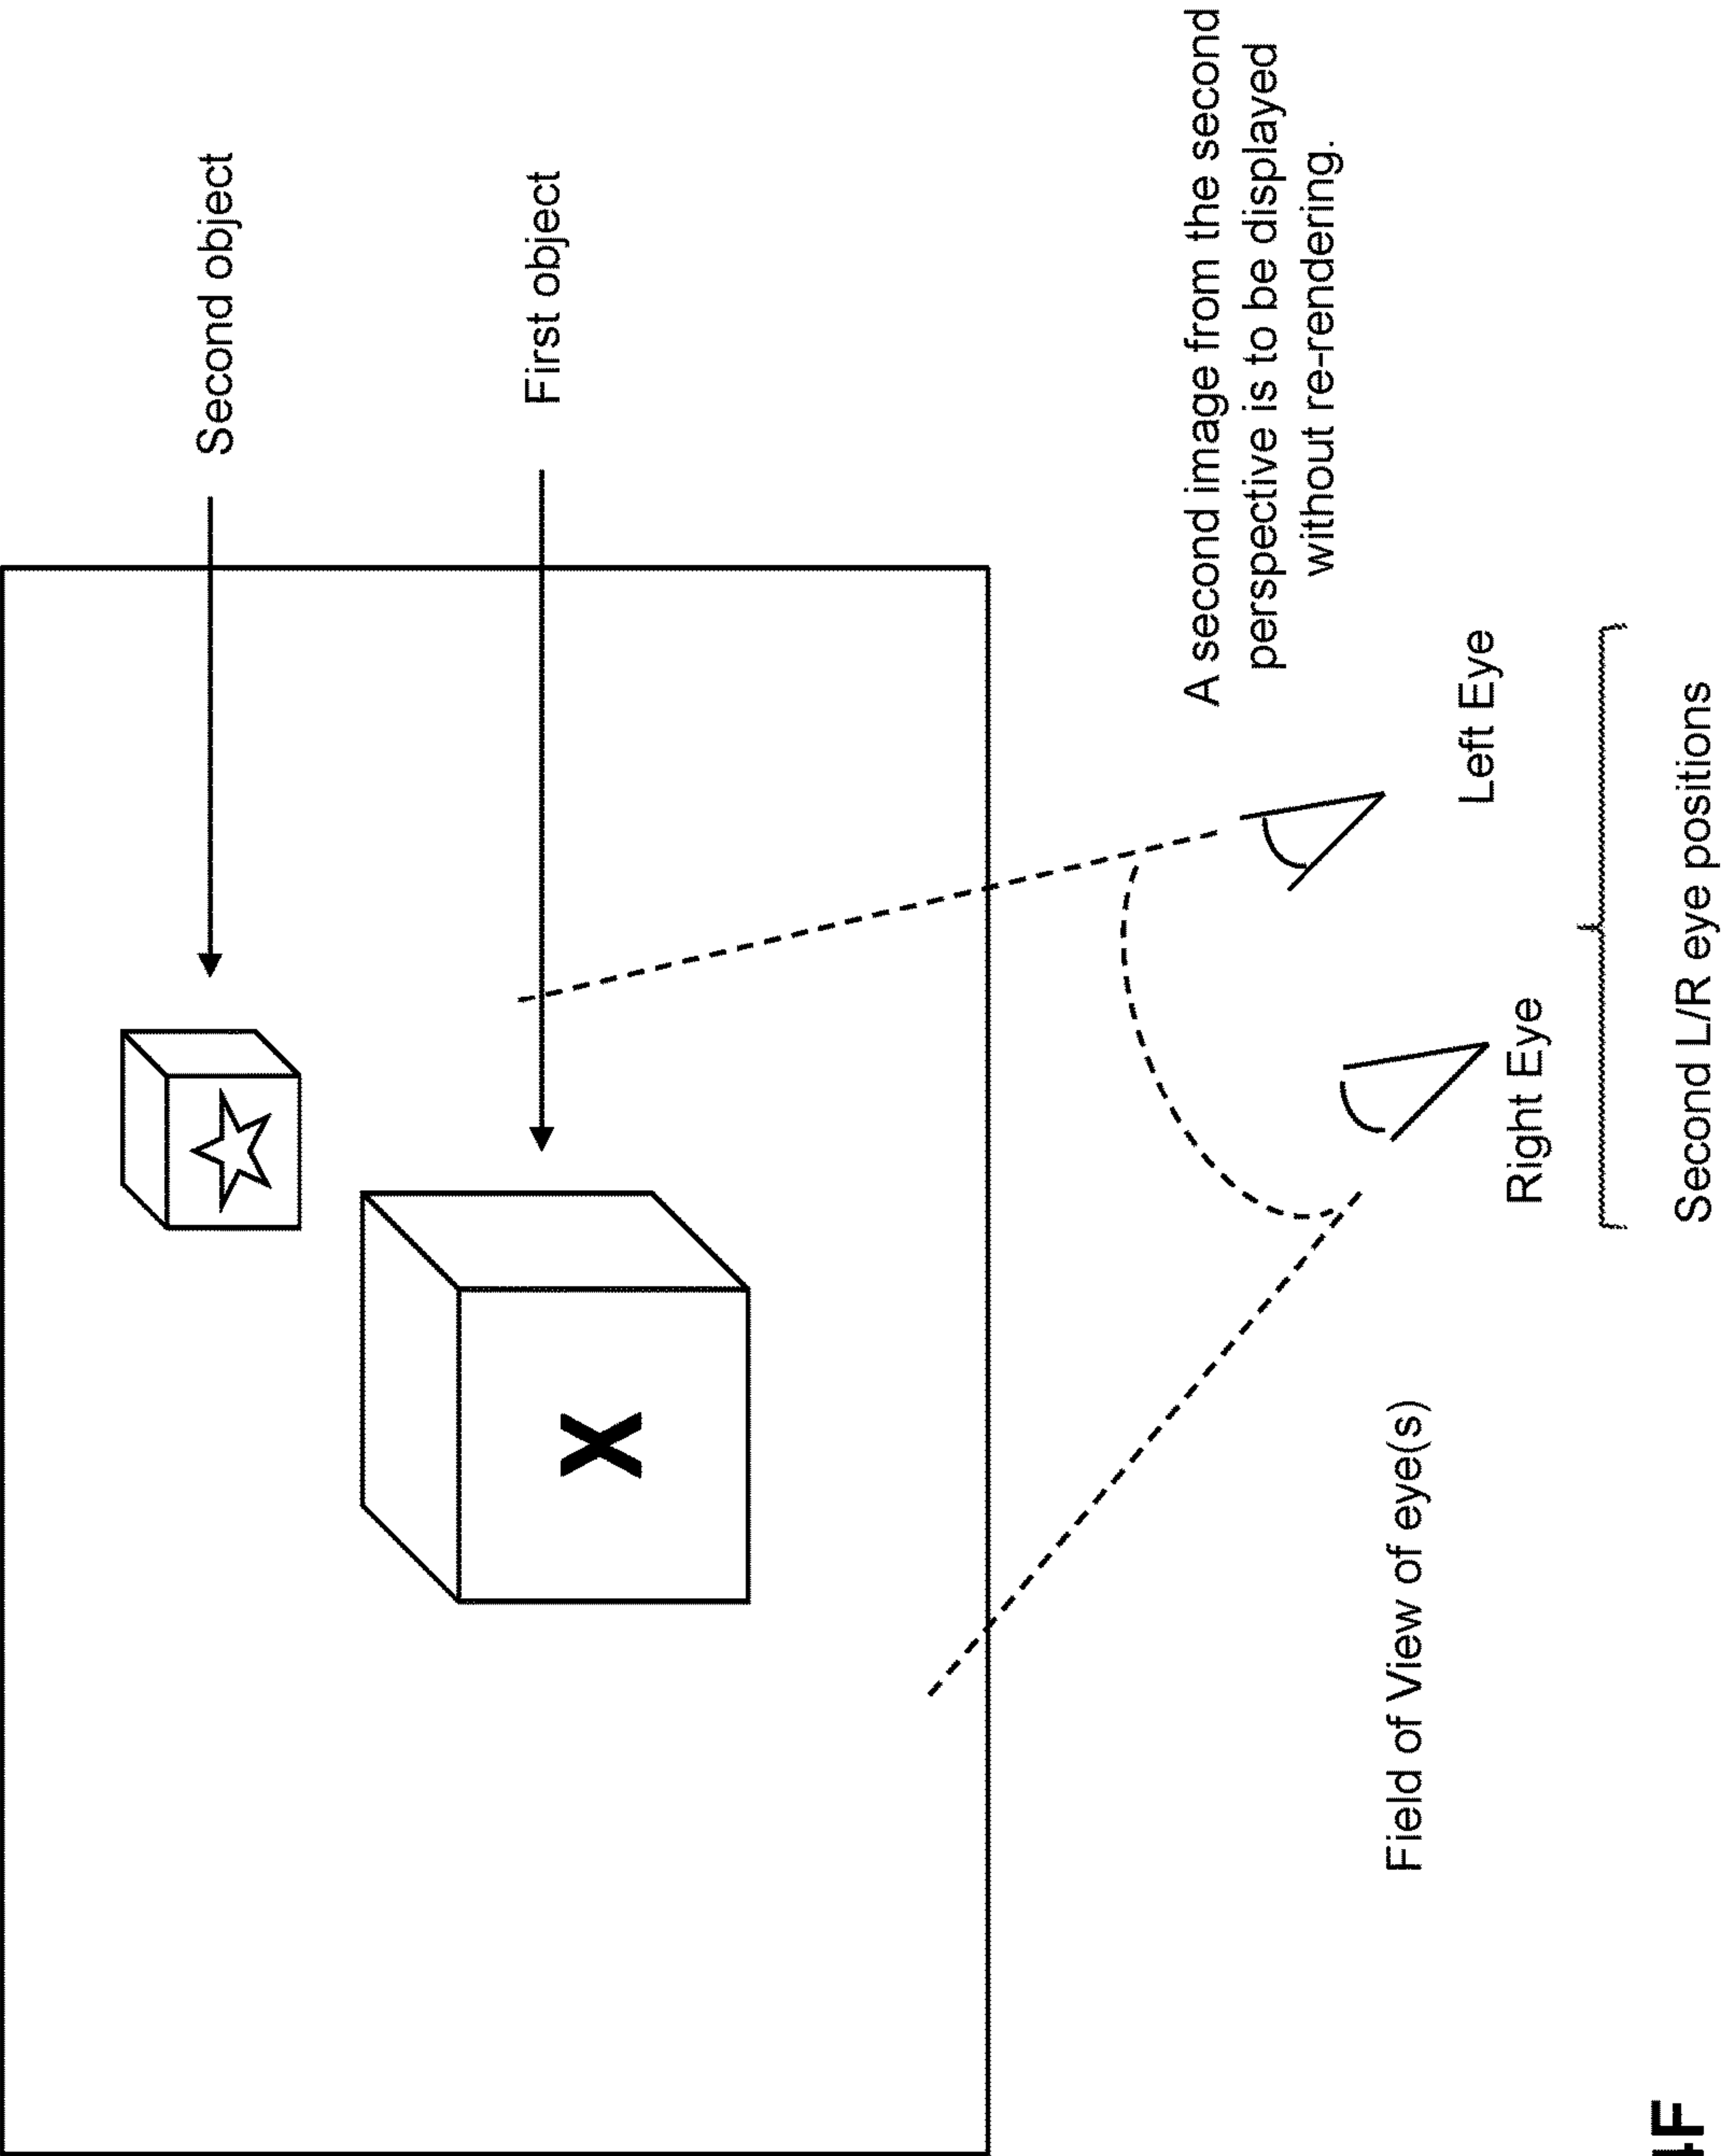 Second object
First object
X
A second image from the second
perspective is to be displayed
without re-rendering.
Left Eye
Right Eye
Field of View of eye(s)
Second L/R eye positions